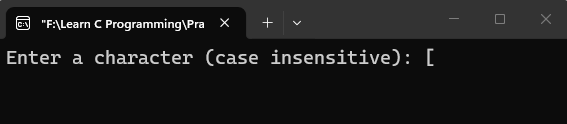 "F:\Learn C Programming\Pra
Enter a character (case insensitive): [